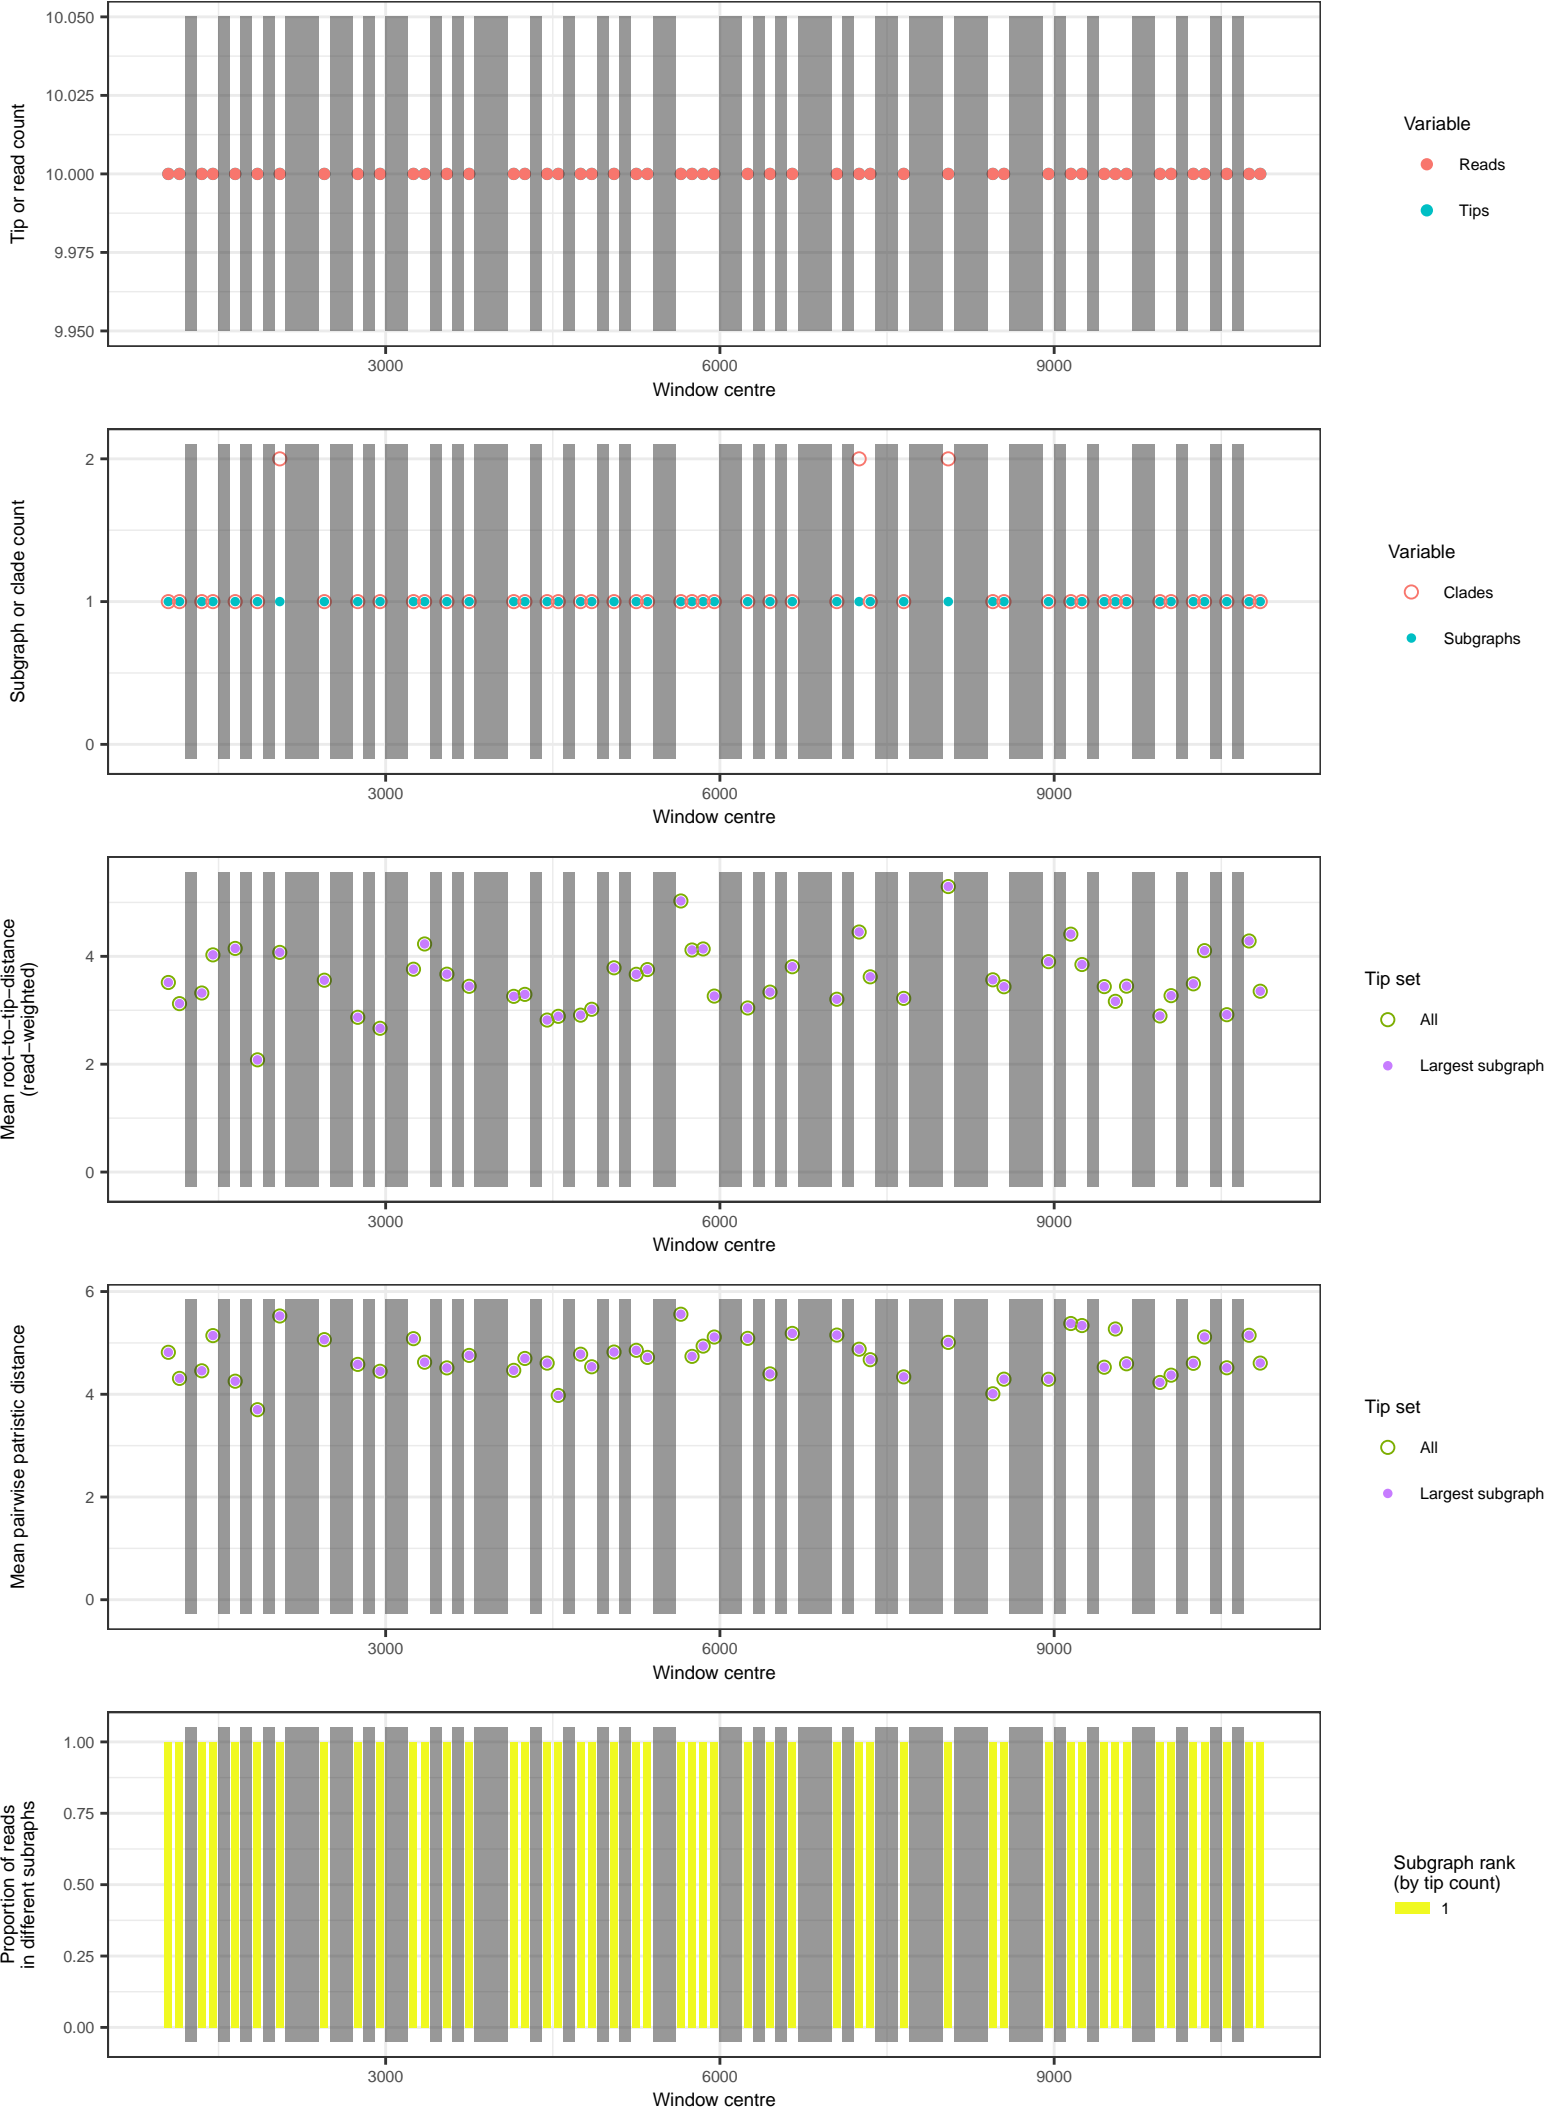 10.050
10.025
10.000
9.975
9.950
Tip or read count
3000
6000
9000
Window centre
Variable
Reads
Tips
2
1
0
Subgraph or clade count
3000
6000
9000
Window centre
Variable
Clades
Subgraphs
4
2
0
Mean root−to−tip−distance
(read−weighted)
3000
6000
9000
Window centre
Tip set
All
Largest subgraph
6
4
2
0
Mean pairwise patristic distance
3000
6000
9000
Window centre
Tip set
All
Largest subgraph
1.00
0.75
0.50
0.25
0.00
Proportion of reads
in different subraphs
3000
6000
9000
Window centre
Subgraph rank
(by tip count)
1